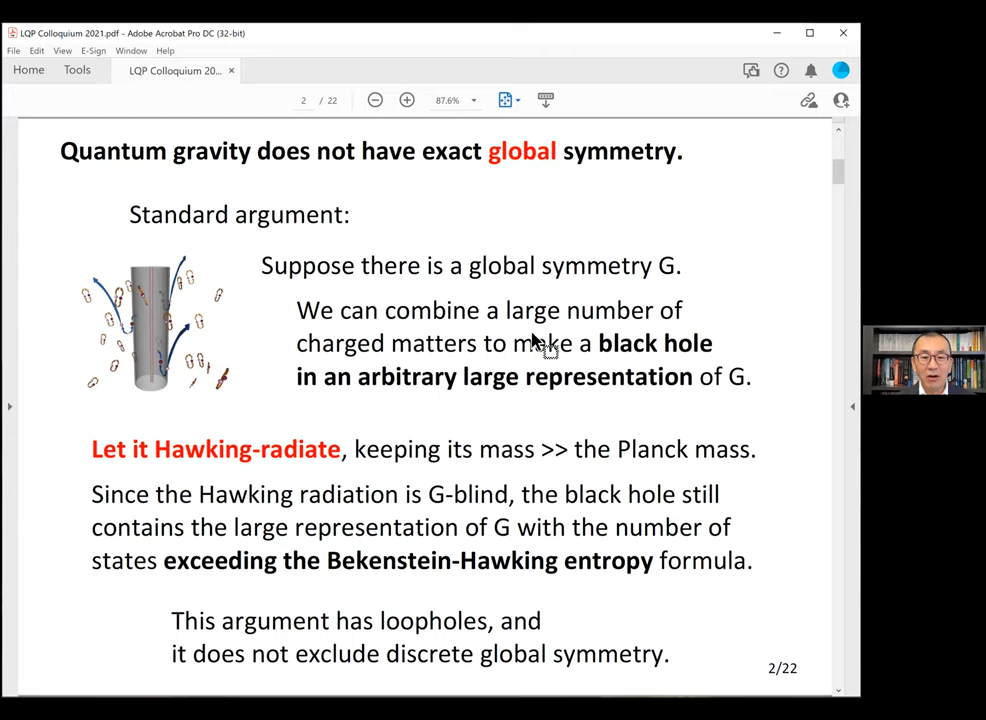 LQP Colloquium 2021.pdf - Adobe Acrobat Pro DC (32-bit)
File Edit View E-Sign Window Help
Home Tools LQP Colloquium 20... ×
2 / 22 87.6%
Quantum gravity does not have exact global symmetry.
Standard argument:
Suppose there is a global symmetry G.
We can combine a large number of
charged matters to make a black hole
in an arbitrary large representation of G.
Let it Hawking-radiate, keeping its mass >> the Planck mass.
Since the Hawking radiation is G-blind, the black hole still
contains the large representation of G with the number of
states exceeding the Bekenstein-Hawking entropy formula.
This argument has loopholes, and
it does not exclude discrete global symmetry.
2/22